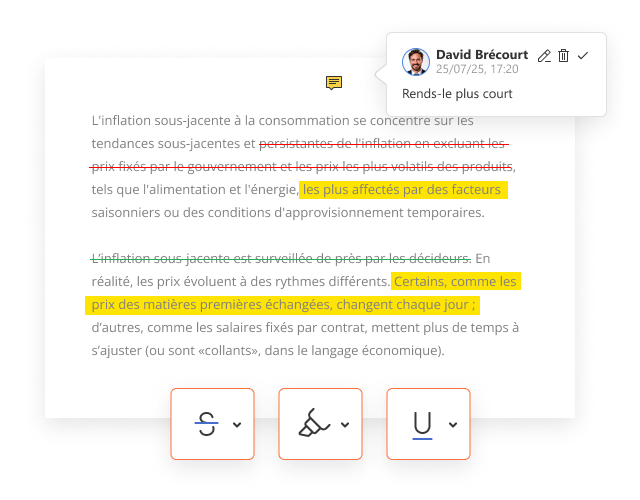 David Brécourt
25/07/25, 17:20
Rends-le plus court
L'inflation sous-jacente à la consommation se concentre sur les
tendances sous-jacentes et persistantes de l'inflation en excluant les
prix fixés par le gouvernement et les prix les plus volatils des produits,
tels que l'alimentation et l'énergie, les plus affectés par des facteurs
saisonniers ou des conditions d'approvisionnement temporaires.
L'inflation sous-jacente est surveillée de près par les décideurs. En
réalité, les prix évoluent à des rythmes différents. Certains, comme les
prix des matières premières échangées, changent chaque jour ;
d'autres, comme les salaires fixés par contrat, mettent plus de temps à
s'ajuster (ou sont «collants», dans le langage économique).
S
U